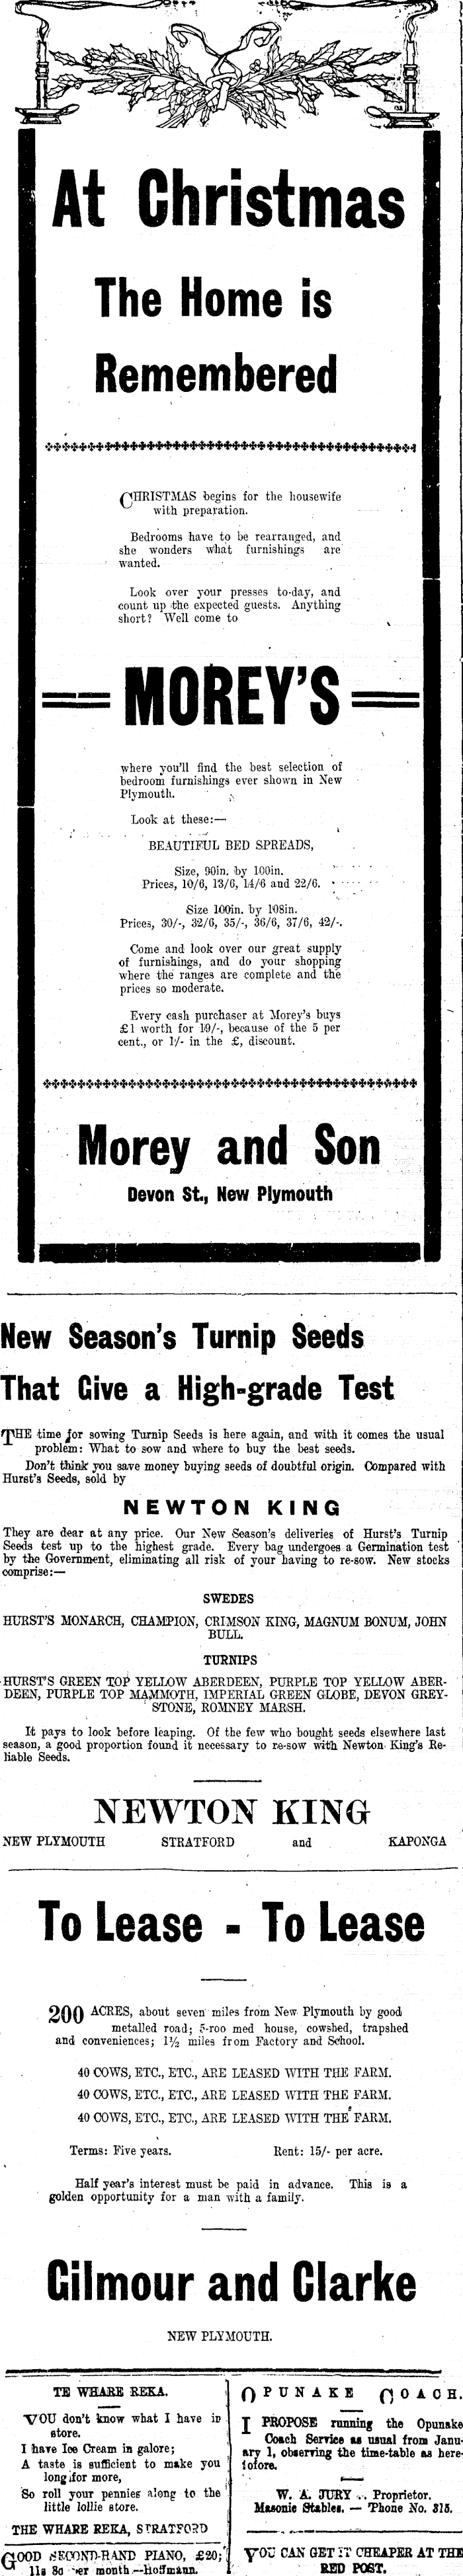 At Christmas
The Home is
Remembered
CHRISTMAS begins for the housewife
with preparation.
Bedrooms have to be rearranged, and
she wonders what furnishings are
wanted.
Look over your presses to-day, and
count up the expected guests. Anything
short? Well come to
MOREY'S
where you'll find the best selection of
bedroom furnishings ever shown in New
Plymouth.
Look at these:—
BEAUTIFUL BED SPREADS,
Size, 90in. by 100in.
Prices, 10/6, 13/6, 14/6 and 22/6.
Size 100in. by 108in.
Prices, 30/-, 32/6, 35/-, 36/6, 37/6, 42/-.
Come and look over our great supply
of furnishings, and do your shopping
where the ranges are complete and the
prices so moderate.
Every cash purchaser at Morey's buys
£1 worth for 19/-, because of the 5 per
cent., or 1/- in the £, discount.
Morey and Son
Devon St., New Plymouth
New Season's Turnip Seeds
That Give a High-grade Test
THE time for sowing Turnip Seeds is here again, and with it comes the usual
problem: What to sow and where to buy the best seeds.
Don't think you save money buying seeds of doubtful origin. Compared with
Hurst's Seeds, sold by
NEWTON KING
They are dear at any price. Our New Season's deliveries of Hurst's Turnip
Seeds test up to the highest grade. Every bag undergoes a Germination test
by the Government, eliminating all risk of your having to re-sow. New stocks
comprise:—
SWEDES
HURST'S MONARCH, CHAMPION, CRIMSON KING, MAGNUM BONUM, JOHN
BULL.
TURNIPS
HURST'S GREEN TOP YELLOW ABERDEEN, PURPLE TOP YELLOW ABER-
DEEN, PURPLE TOP MAMMOTH, IMPERIAL GREEN GLOBE, DEVON GREY-
STONE, ROMNEY MARSH.
It pays to look before leaping. Of the few who bought seeds elsewhere last
season, a good proportion found it necessary to re-sow with Newton King's Re-
liable Seeds.
NEWTON KING
NEW PLYMOUTH STRATFORD and KAPONGA
To Lease - To Lease
200 ACRES, about seven miles from New Plymouth by good
metalled road; 5-roo med house, cowshed, trapshed
and conveniences; 1½ miles from Factory and School.
40 COWS, ETC., ETC., ARE LEASED WITH THE FARM.
40 COWS, ETC., ETC., ARE LEASED WITH THE FARM.
40 COWS, ETC., ETC., ARE LEASED WITH THE FARM.
Terms: Five years. Rent: 15/- per acre.
Half year's interest must be paid in advance. This is a
golden opportunity for a man with a family.
Gilmour and Clarke
NEW PLYMOUTH.
TE WHARE REKA.
YOU don't know what I have in
store.
I have Ice Cream in galore;
A taste is sufficient to make you
long for more,
So roll your pennies along to the
little lollie store.
THE WHARE REKA, STRATFORD
GOOD SECOND-HAND PIANO, £20;
11s 8d per month.—Hoffmann.
OPUNAKE COACH.
I PROPOSE running the Opunake
Coach Service as usual from Janu-
ary 1, observing the time-table as here-
tofore.
W. A. JURY .. Proprietor.
Masonic Stables. — 'Phone No. 315.
YOU CAN GET IT CHEAPER AT THE
RED POST.